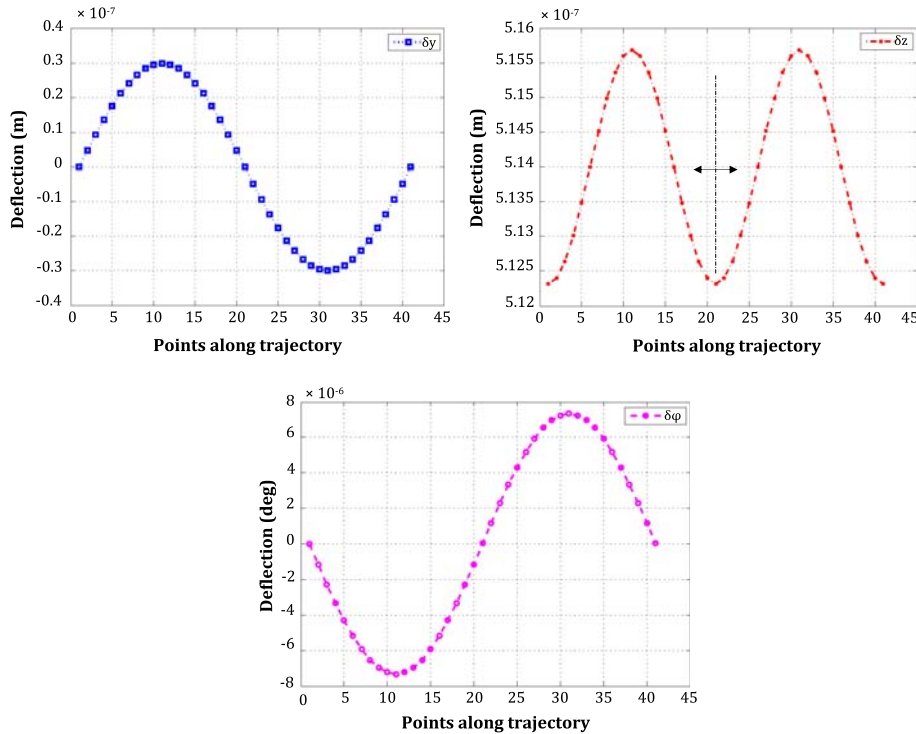 × 10⁻⁷
0.4
0.3
0.2
0.1
0
-0.1
-0.2
-0.3
-0.4
0 5 10 15 20 25 30 35 40 45
Deflection (m)
Points along trajectory
δy
× 10⁻⁷
5.116
5.155
5.115
5.145
5.140
5.135
5.130
5.125
5.12
0 5 10 15 20 25 30 35 40 45
Deflection (m)
Points along trajectory
δz
× 10⁻⁶
8
6
4
2
0
-2
-4
-6
-8
0 5 10 15 20 25 30 35 40 45
Deflection (deg)
Points along trajectory
δφ